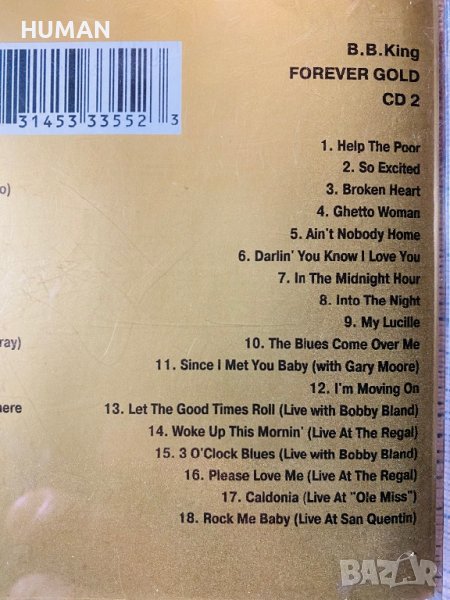 HUMAN
31453 33552 3
B.B.King
FOREVER GOLD
CD 2
1. Help The Poor
2. So Excited
3. Broken Heart
o)
4. Ghetto Woman
5. Ain't Nobody Home
6. Darlin' You Know I Love You
7. In The Midnight Hour
8. Into The Night
9. My Lucille
ray)
10. The Blues Come Over Me
11. Since I Met You Baby (with Gary Moore)
12. I'm Moving On
here
13. Let The Good Times Roll (Live with Bobby Bland)
14. Woke Up This Mornin' (Live At The Regal)
15. 3 O'Clock Blues (Live with Bobby Bland)
16. Please Love Me (Live At The Regal)
17. Caldonia (Live At "Ole Miss")
18. Rock Me Baby (Live At San Quentin)
BAZAR